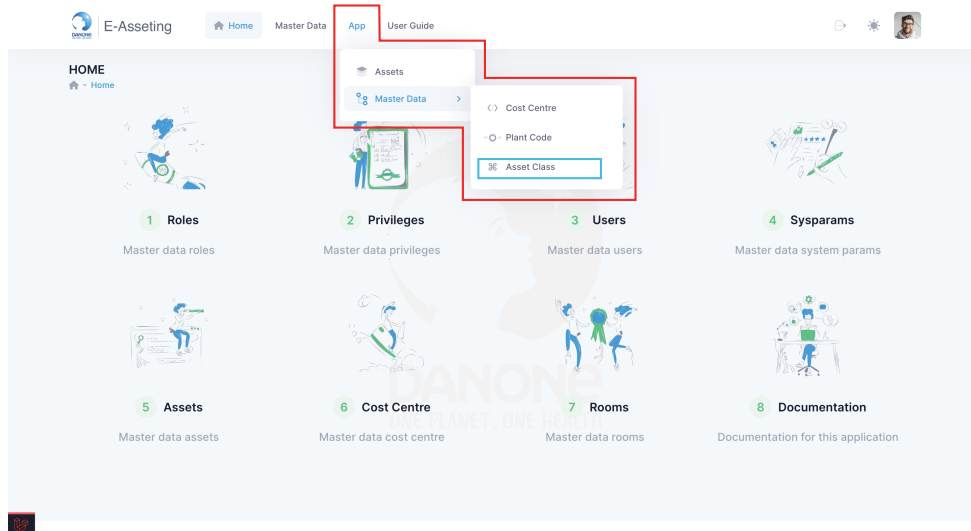 DANONE
E-Asseting
Home
Master Data
App
User Guide
HOME
- Home
Assets
Master Data
Cost Centre
Plant Code
Asset Class
1 Roles
Master data roles
2 Privileges
Master data privileges
3 Users
Master data users
4 Sysparams
Master data system params
5 Assets
Master data assets
6 Cost Centre
Master data cost centre
7 Rooms
Master data rooms
8 Documentation
Documentation for this application
DANONE
ONE PLANET. ONE HEALTH